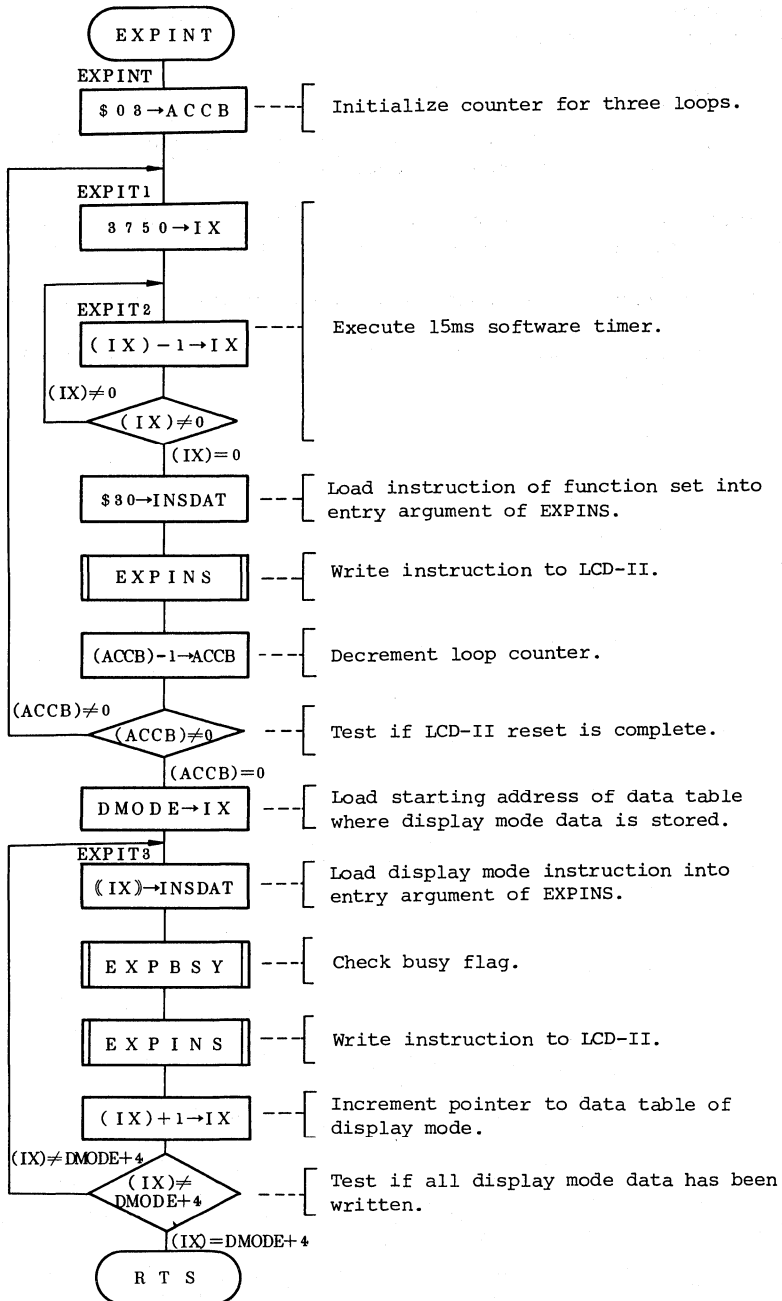 EXPINT
EXPINT
$03→ACCB
Initialize counter for three loops.
EXPIT1
3750→IX
EXPIT2
(IX)-1→IX
Execute 15ms software timer.
(IX)≠0
(IX)≠0
(IX)=0
$30→INSDAT
Load instruction of function set into
entry argument of EXPINS.
EXPINS
Write instruction to LCD-II.
(ACCB)-1→ACCB
Decrement loop counter.
(ACCB)≠0
(ACCB)≠0
Test if LCD-II reset is complete.
(ACCB)=0
DMODE→IX
Load starting address of data table
where display mode data is stored.
EXPIT3
((IX))→INSDAT
Load display mode instruction into
entry argument of EXPINS.
EXPBSY
Check busy flag.
EXPINS
Write instruction to LCD-II.
(IX)+1→IX
Increment pointer to data table of
display mode.
(IX)≠DMODE+4
(IX)≠
DMODE+4
Test if all display mode data has been
written.
(IX)=DMODE+4
RTS